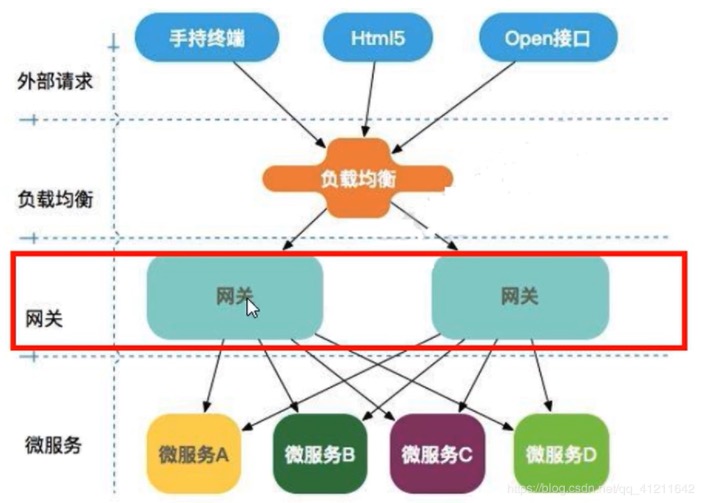 手持终端
Html5
Open接口
外部请求
负载均衡
负载均衡
网关
网关
网关
微服务
微服务A
微服务B
微服务C
微服务D
https://blog.csdn.net/qq_41211642